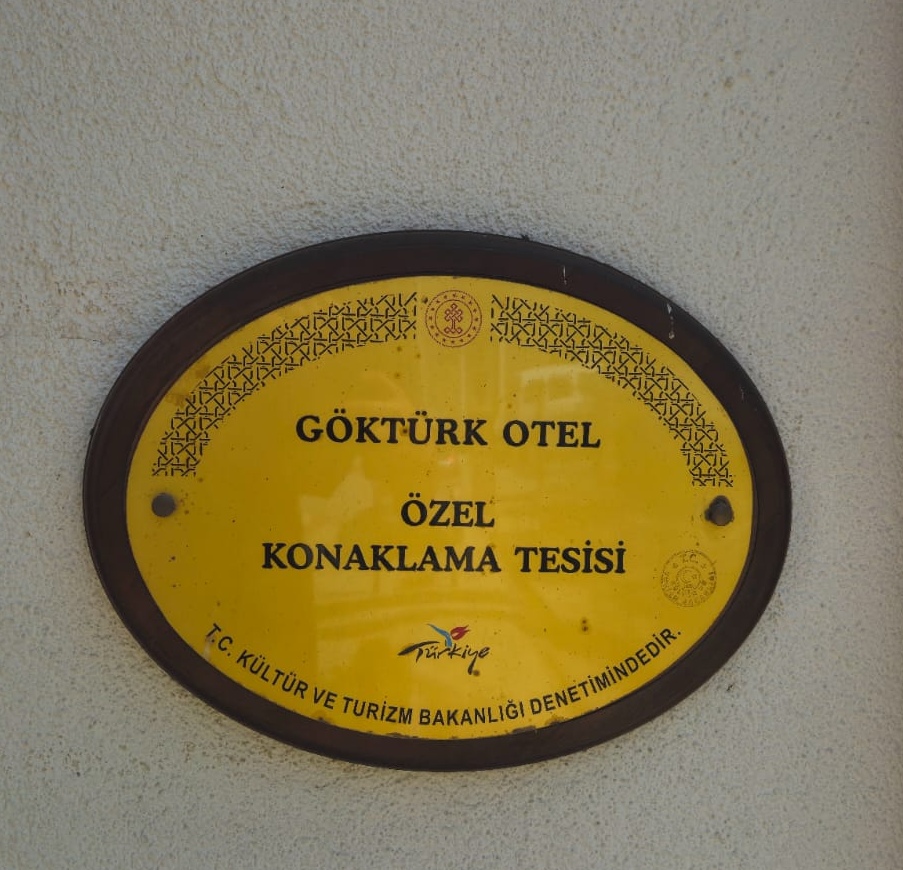 GÖKTÜRK OTEL
ÖZEL
KONAKLAMA TESİSİ
Türkiye
T.C. KÜLTÜR VE TURİZM BAKANLIĞI DENETİMİNDEDİR.